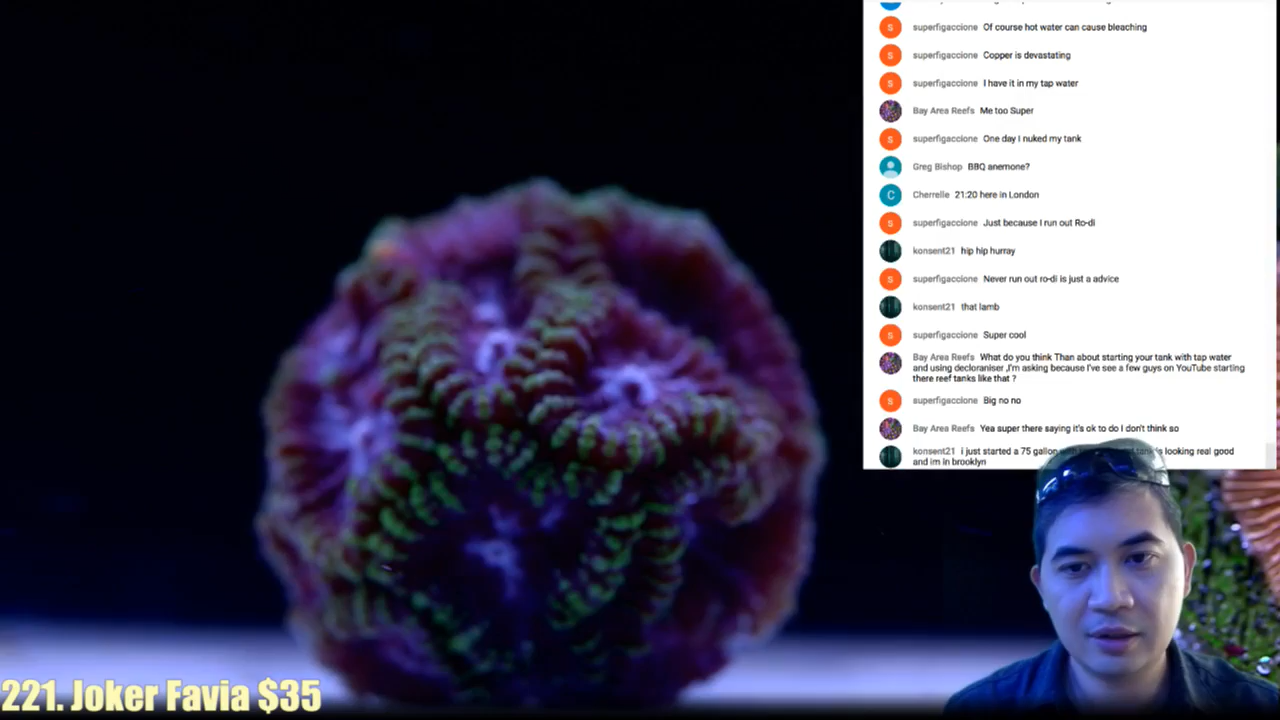 superfigaccione Of course hot water can cause bleaching
superfigaccione Copper is devastating
superfigaccione I have it in my tap water
Bay Area Reefs Me too Super
superfigaccione One day I nuked my tank
Greg Bishop BBQ anemone?
Cherrelle 21:20 here in London
superfigaccione Just because I run out Ro-di
konsent21 hip hip hurray
superfigaccione Never run out ro-di is just a advice
konsent21 that lamb
superfigaccione Super cool
Bay Area Reefs What do you think Than about starting your tank with tap water
and using decloraniser ,I'm asking because I've see a few guys on YouTube starting
there reef tanks like that ?
superfigaccione Big no no
Bay Area Reefs Yea super there saying it's ok to do I don't think so
konsent21 i just started a 75 gallon is looking real good
and im in brooklyn
221. Joker Favia $35